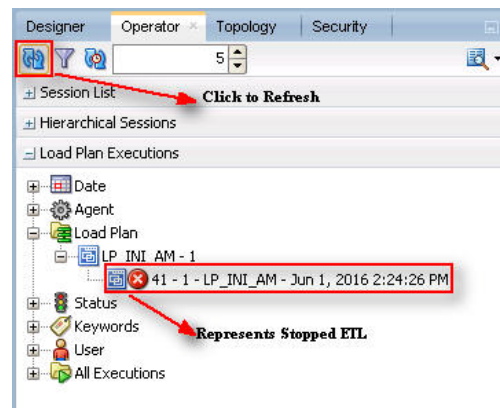 Designer Operator Topology Security
5
Session List
Click to Refresh
Hierarchical Sessions
Load Plan Executions
Date
Agent
Load Plan
LP_INI_AM - 1
41 - 1 - LP_INI_AM - Jun 1, 2016 2:24:26 PM
Status
Represents Stopped ETL
Keywords
User
All Executions